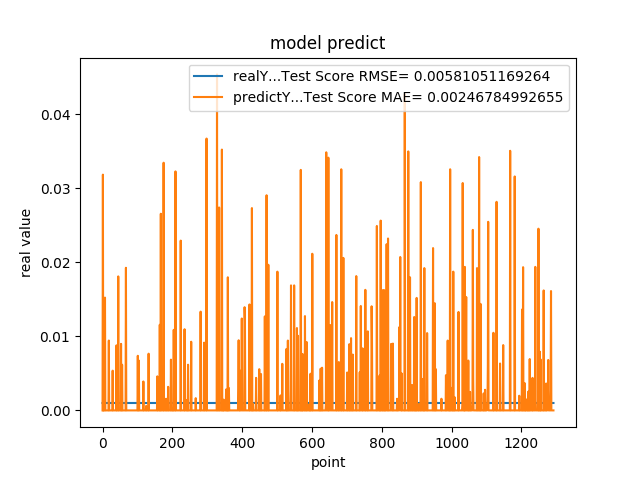 model predict
realY...Test Score RMSE= 0.00581051169264
predictY...Test Score MAE= 0.00246784992655
0.04
0.03
0.02
0.01
0.00
real value
0 200 400 600 800 1000 1200
point